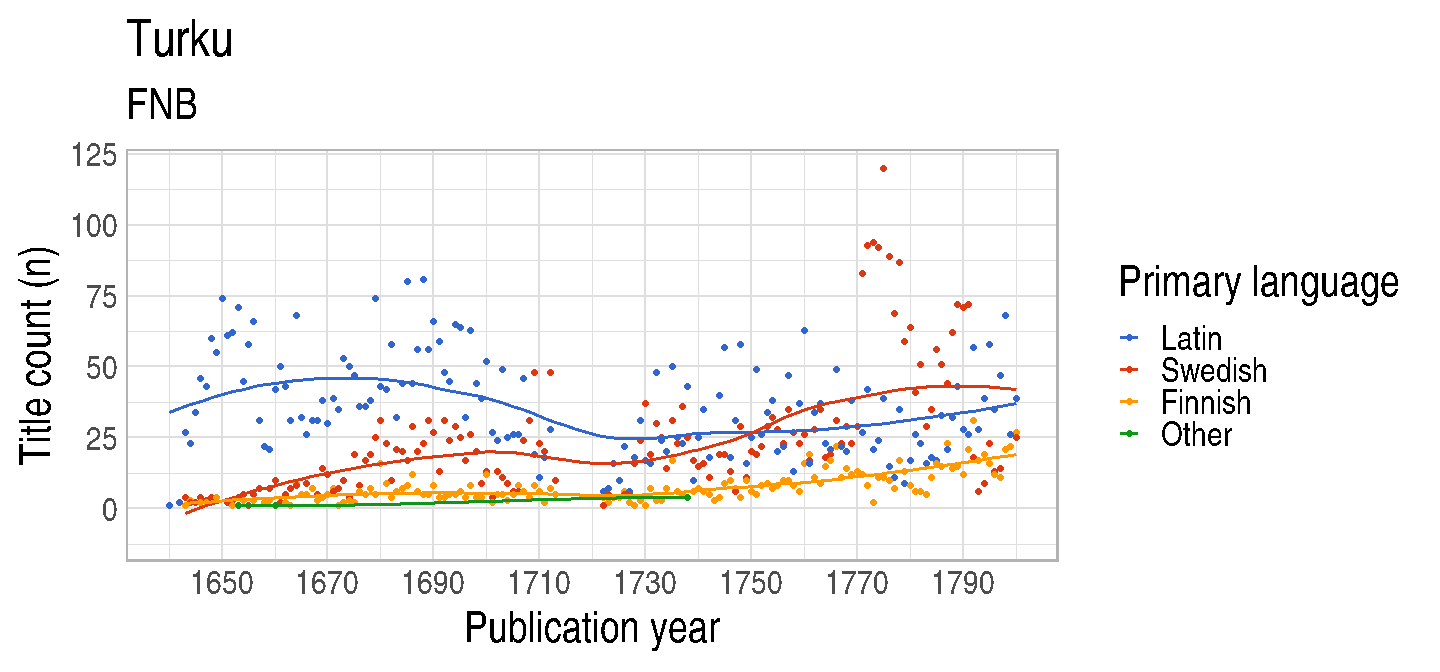 Turku
FNB
125
100
75
50
25
0
Title count (n)
1650 1670 1690 1710 1730 1750 1770 1790
Publication year
Primary language
Latin
Swedish
Finnish
Other